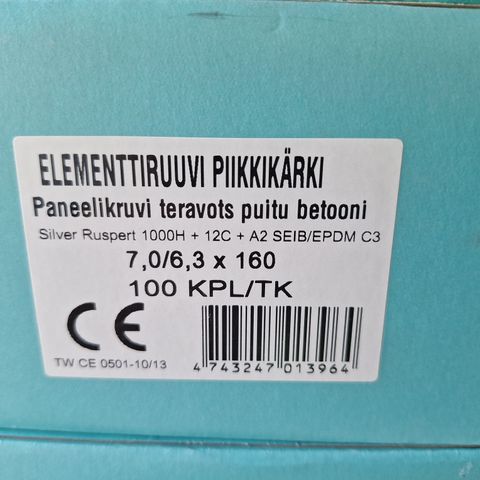 ELEMENTTIRUUVI PIIKKIKÄRKI
Paneelikruvi teravots puitu betooni
Silver Ruspert 1000H + 12C + A2 SEIB/EPDM C3
7,0/6,3 x 160
100 KPL/TK
CE
TW CE 0501-10/13
4 743247 013964